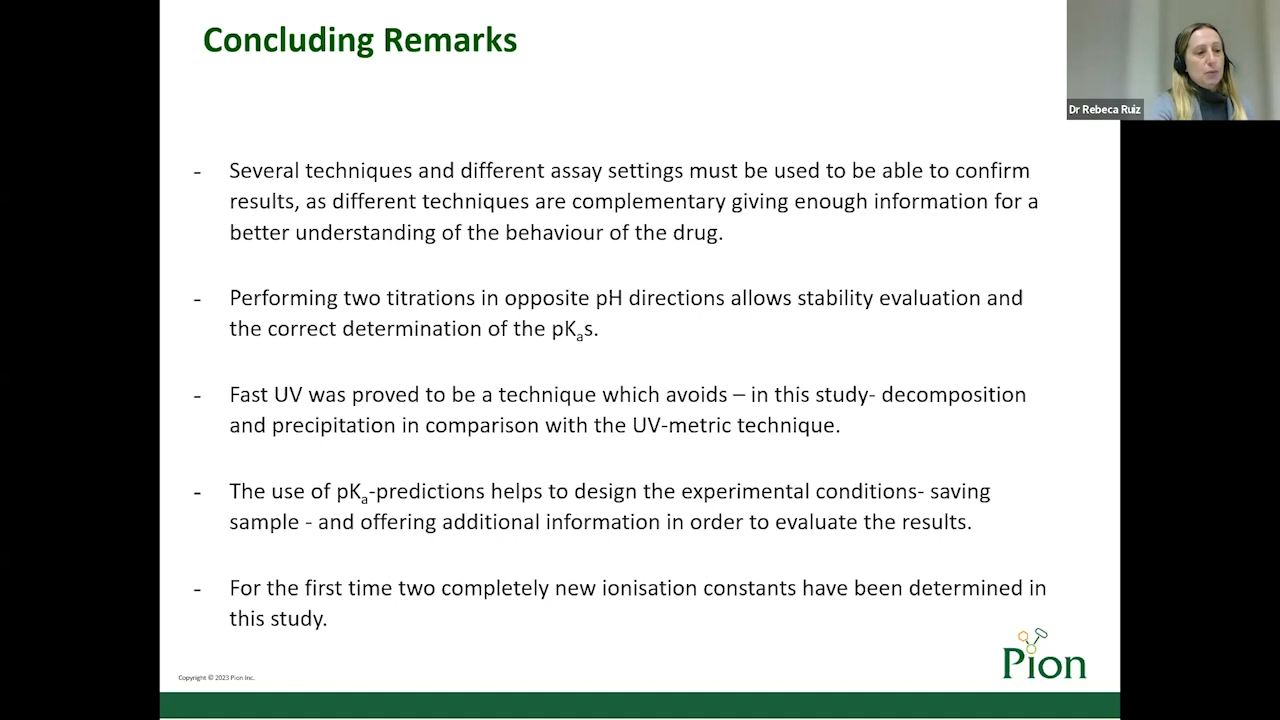 Concluding Remarks
Dr Rebeca Ruiz
- Several techniques and different assay settings must be used to be able to confirm
results, as different techniques are complementary giving enough information for a
better understanding of the behaviour of the drug.
- Performing two titrations in opposite pH directions allows stability evaluation and
the correct determination of the pKas.
- Fast UV was proved to be a technique which avoids – in this study- decomposition
and precipitation in comparison with the UV-metric technique.
- The use of pKa-predictions helps to design the experimental conditions- saving
sample - and offering additional information in order to evaluate the results.
- For the first time two completely new ionisation constants have been determined in
this study.
Pion
Copyright © 2023 Pion Inc.